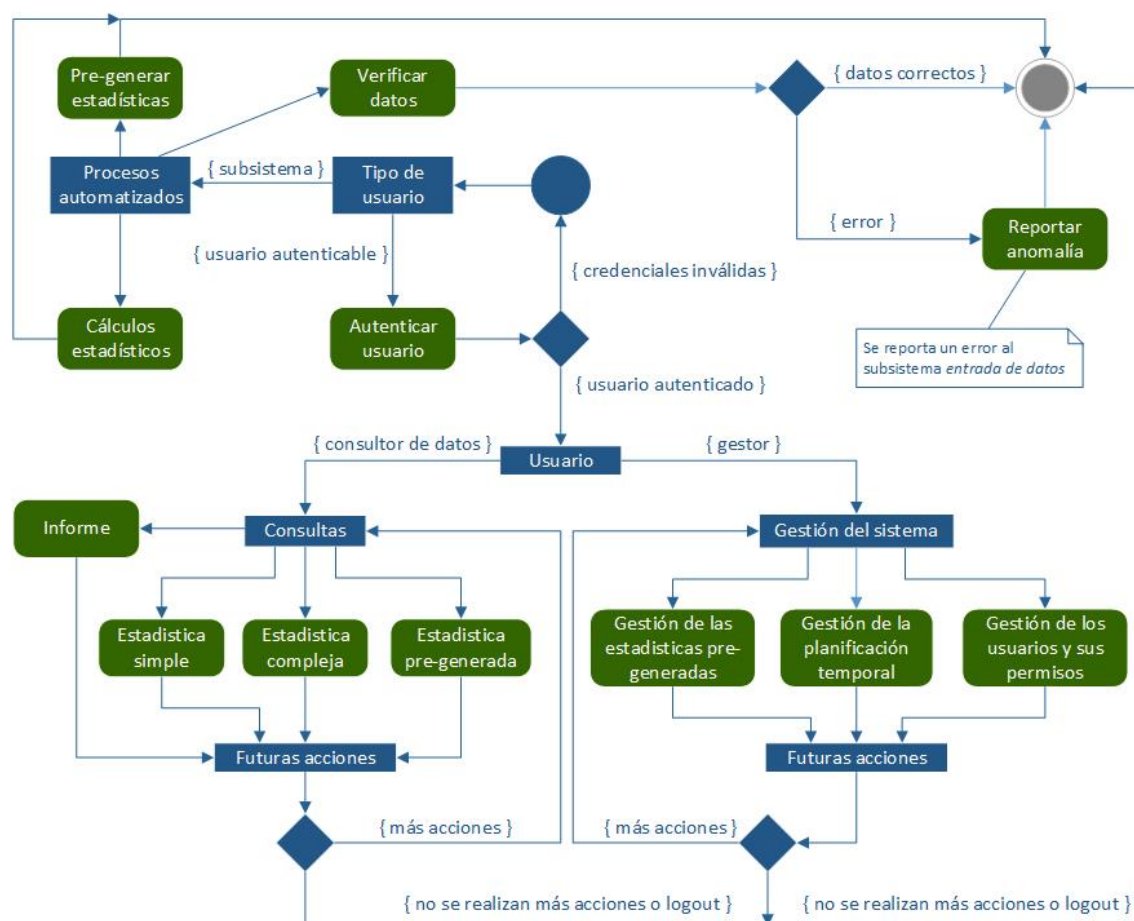 Pre-generar
estadísticas
Verificar
datos
{ datos correctos }
Procesos
automatizados
{ subsistema }
Tipo de
usuario
{ error }
Reportar
anomalía
{ usuario autenticable }
{ credenciales inválidas }
Cálculos
estadísticos
Autenticar
usuario
Se reporta un error al
subsistema entrada de datos
{ usuario autenticado }
{ consultor de datos }
Usuario
{ gestor }
Informe
Consultas
Gestión del sistema
Estadistica
simple
Estadistica
compleja
Estadistica
pre-generada
Gestión de las
estadisticas pre-
generadas
Gestión de la
planificación
temporal
Gestión de los
usuarios y sus
permisos
Futuras acciones
Futuras acciones
{ más acciones }
{ más acciones }
{ no se realizan más acciones o logout }
{ no se realizan más acciones o logout }